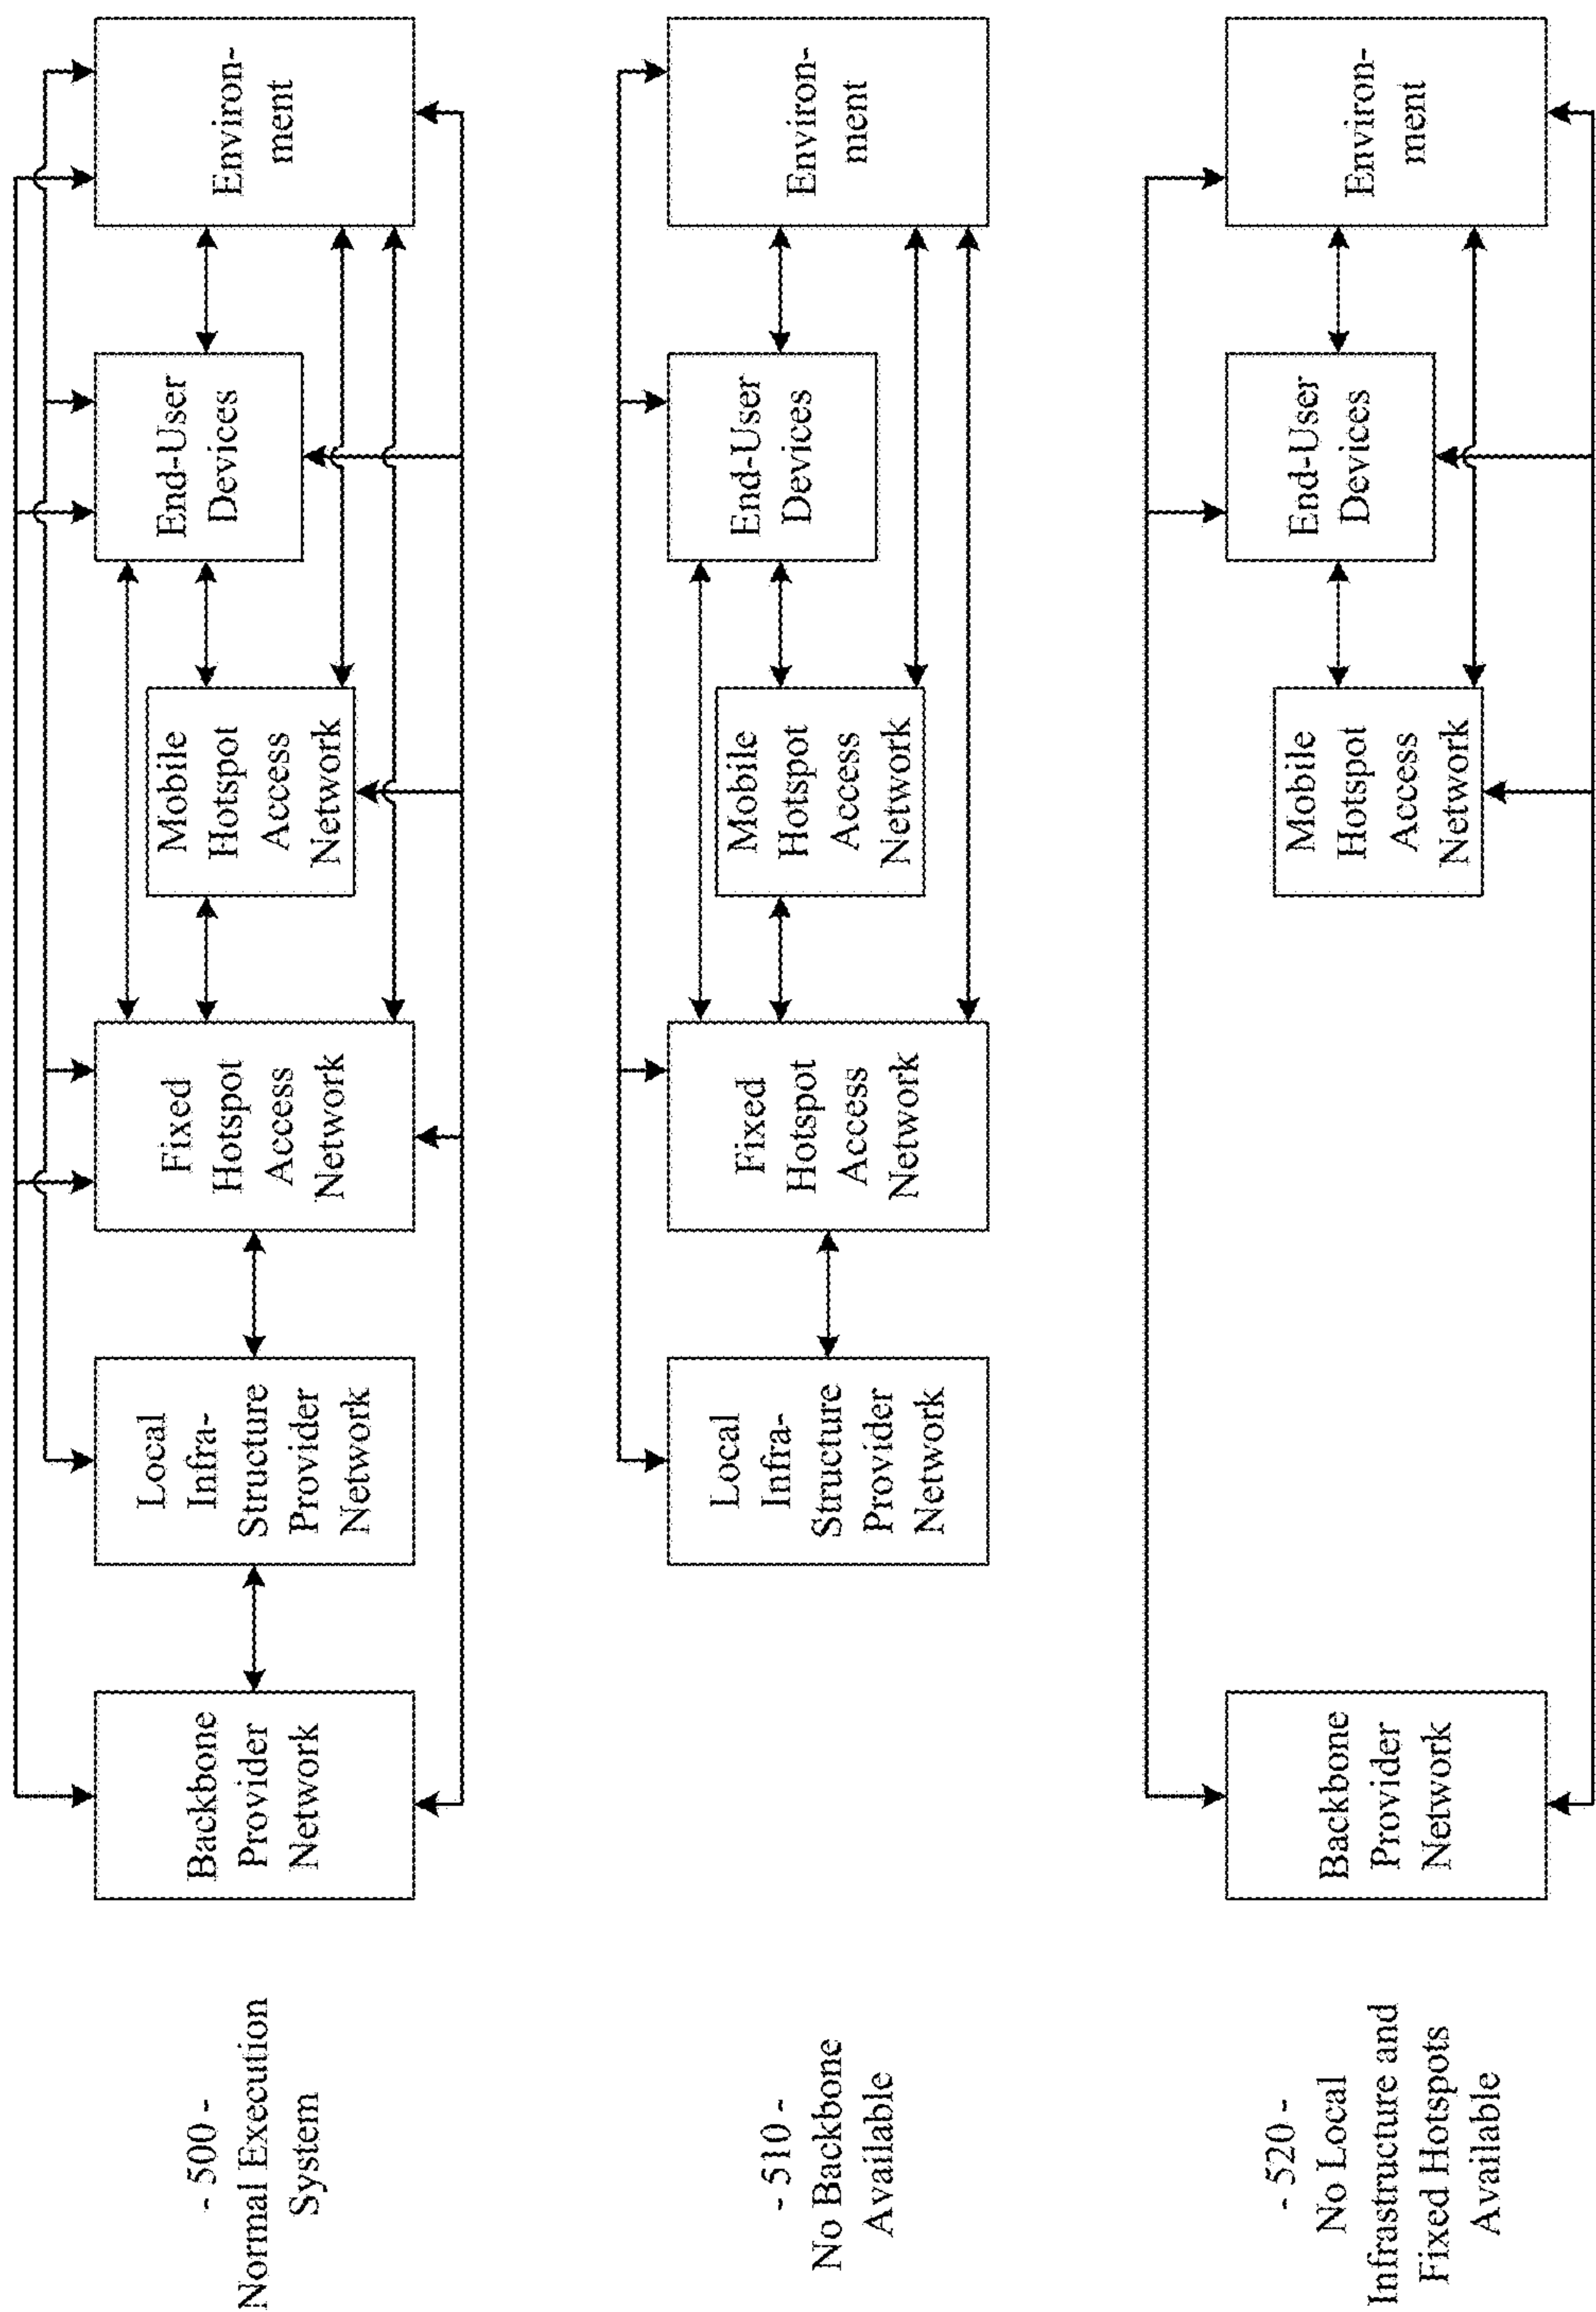 - 500 -
Normal Execution
System
Backbone
Provider
Network
Local
Infra-
Structure
Provider
Network
Fixed
Hotspot
Access
Network
Mobile
Hotspot
Access
Network
End-User
Devices
Environ-
ment
- 510 -
No Backbone
Available
Local
Infra-
Structure
Provider
Network
Fixed
Hotspot
Access
Network
Mobile
Hotspot
Access
Network
End-User
Devices
Environ-
ment
- 520 -
No Local
Infrastructure and
Fixed Hotspots
Available
Backbone
Provider
Network
Mobile
Hotspot
Access
Network
End-User
Devices
Environ-
ment